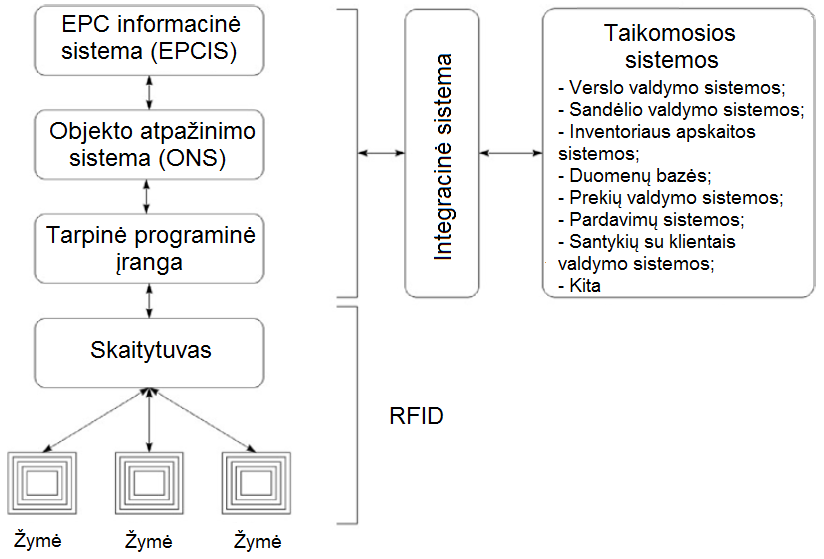 EPC informacinė
sistema (EPCIS)
Objekto atpažinimo
sistema (ONS)
Tarpinė programinė
įranga
Skaitytuvas
Žymė
Žymė
Žymė
RFID
Integracinė sistema
Taikomosios
sistemos
- Verslo valdymo sistemos;
- Sandėlio valdymo sistemos;
- Inventoriaus apskaitos
sistemos;
- Duomenų bazės;
- Prekių valdymo sistemos;
- Pardavimų sistemos;
- Santykių su klientais
valdymo sistemos;
- Kita